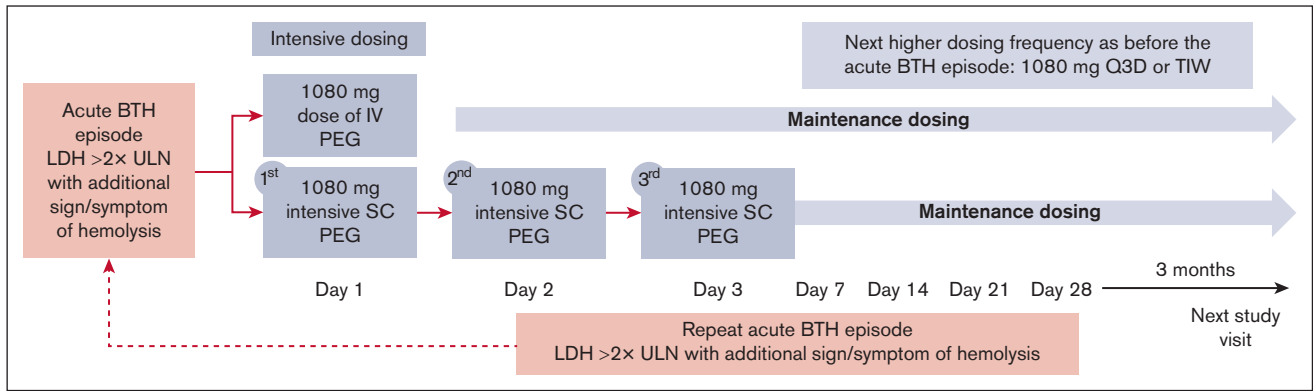 Intensive dosing
Next higher dosing frequency as before the
acute BTH episode: 1080 mg Q3D or TIW
Acute BTH
episode
LDH >2× ULN
with additional
sign/symptom
of hemolysis
1080 mg
dose of IV
PEG
Maintenance dosing
1st
1080 mg
intensive SC
PEG
2nd
1080 mg
intensive SC
PEG
3rd
1080 mg
intensive SC
PEG
Maintenance dosing
Day 1
Day 2
Day 3
Day 7
Day 14
Day 21
Day 28
3 months
Next study
visit
Repeat acute BTH episode
LDH >2× ULN with additional sign/symptom of hemolysis